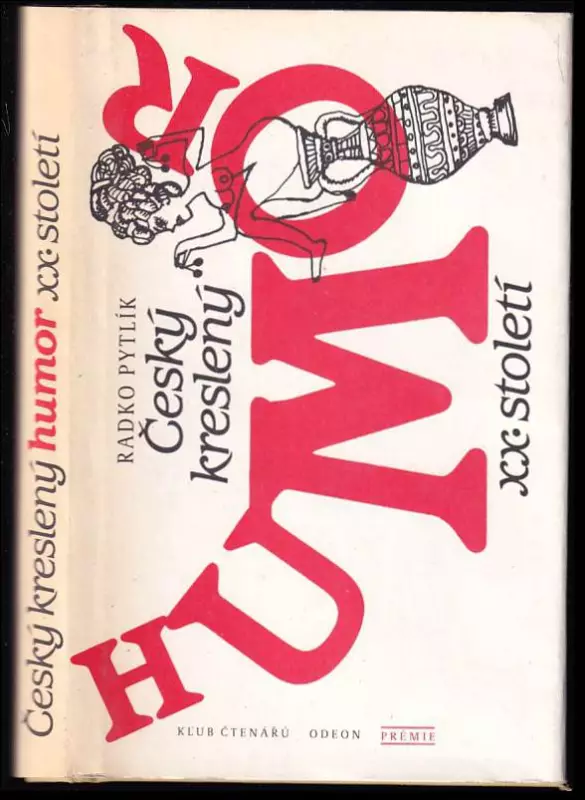 Český kreslený humor xx. století
RADKO PYTLÍK
Český
kreslený
HUMOR
xx. století
KLUB ČTENÁŘŮ ODEON PRÉMIE